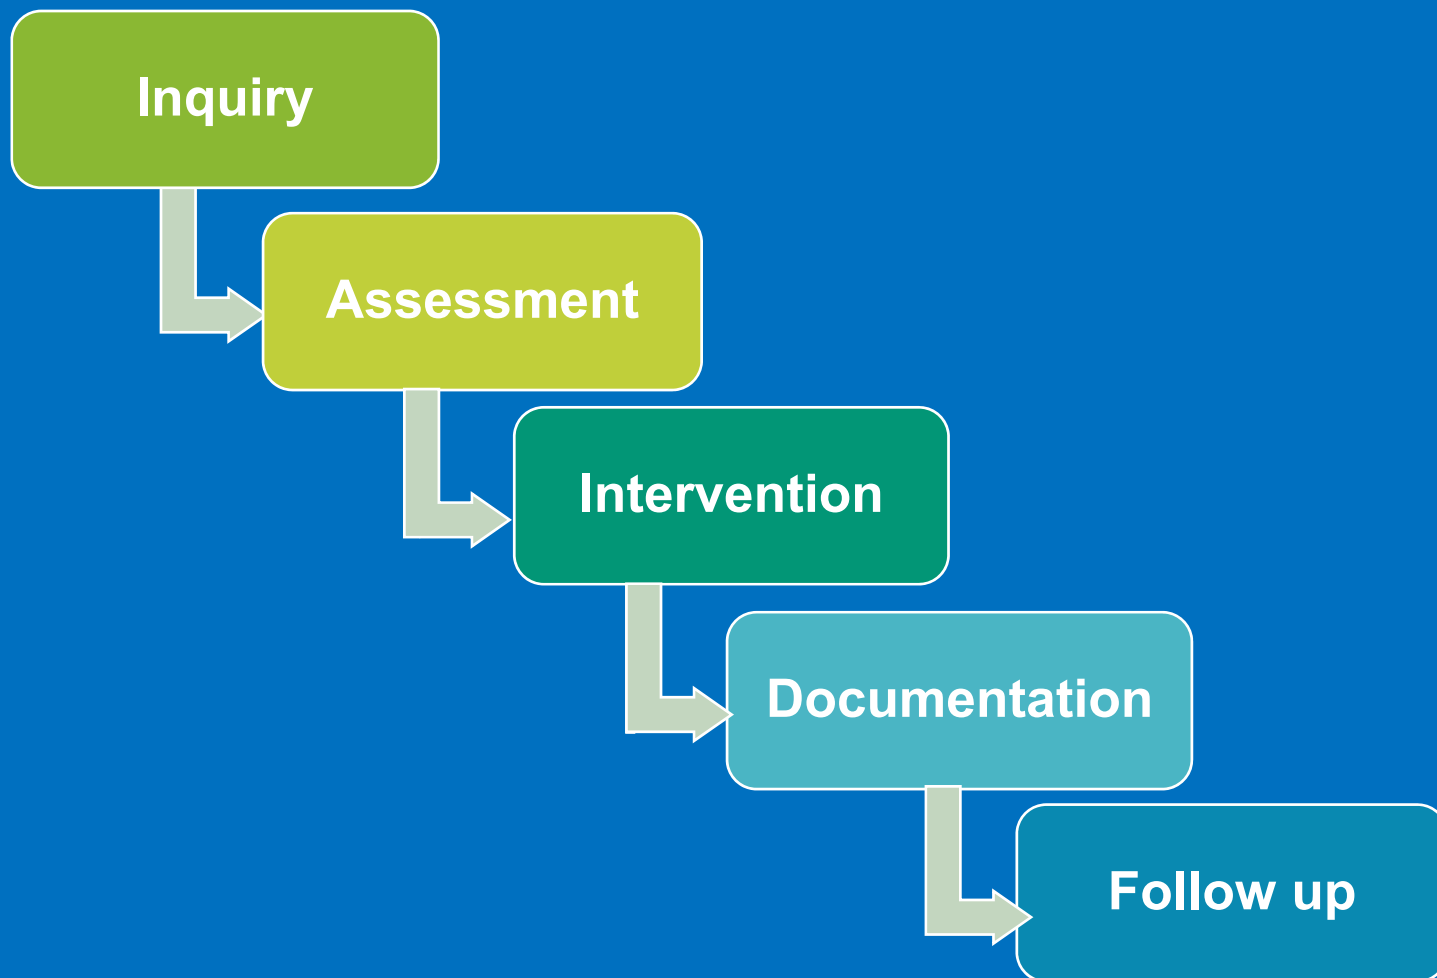 Inquiry
Assessment
Intervention
Documentation
Follow up